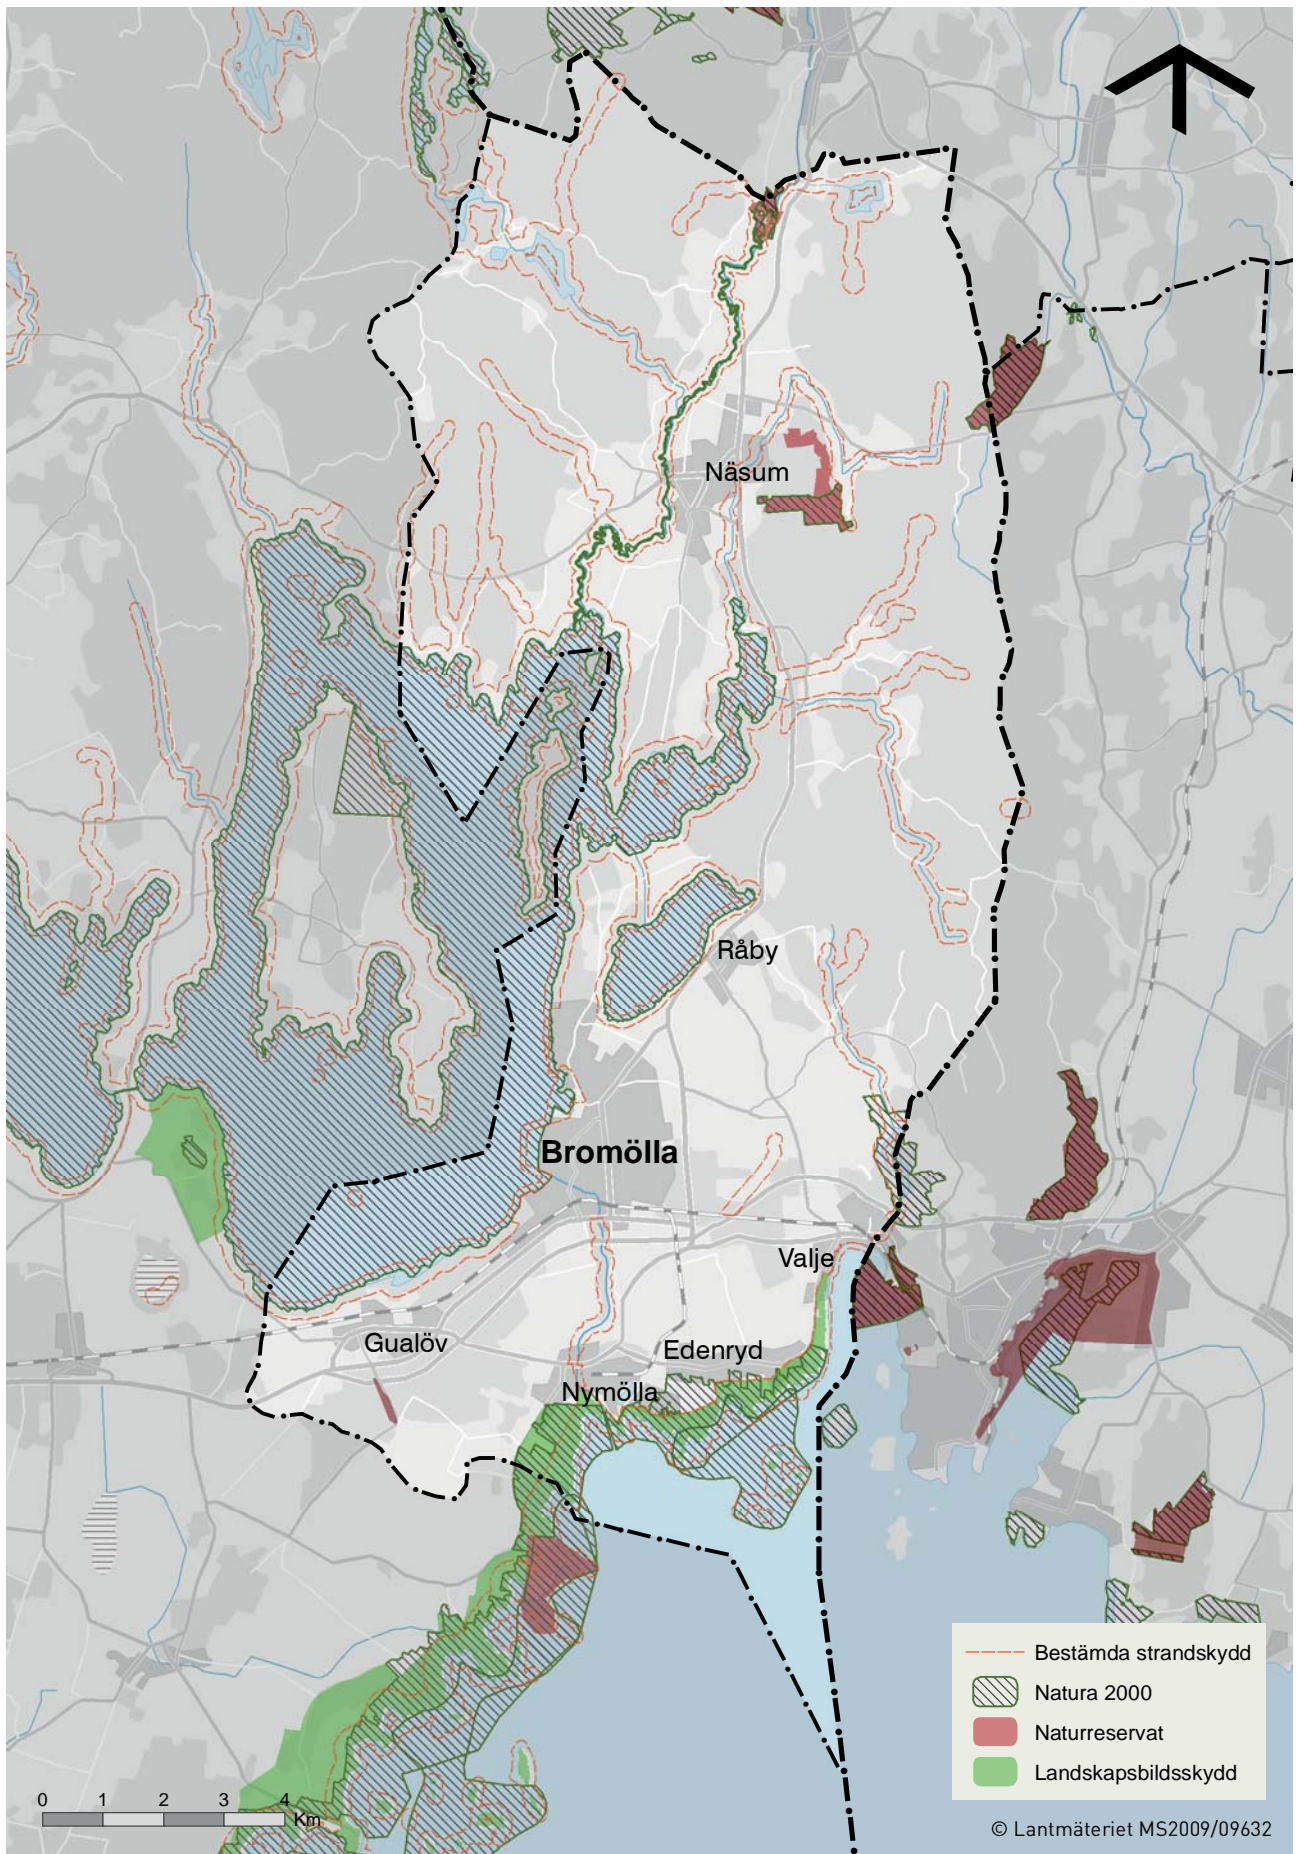 Näsum
Råby
Bromölla
Valje
Gualöv
Edenryd
Nymölla
Bestämda strandskydd
Natura 2000
Naturreservat
Landskapsbildsskydd
0 1 2 3 4
Km
© Lantmäteriet MS2009/09632